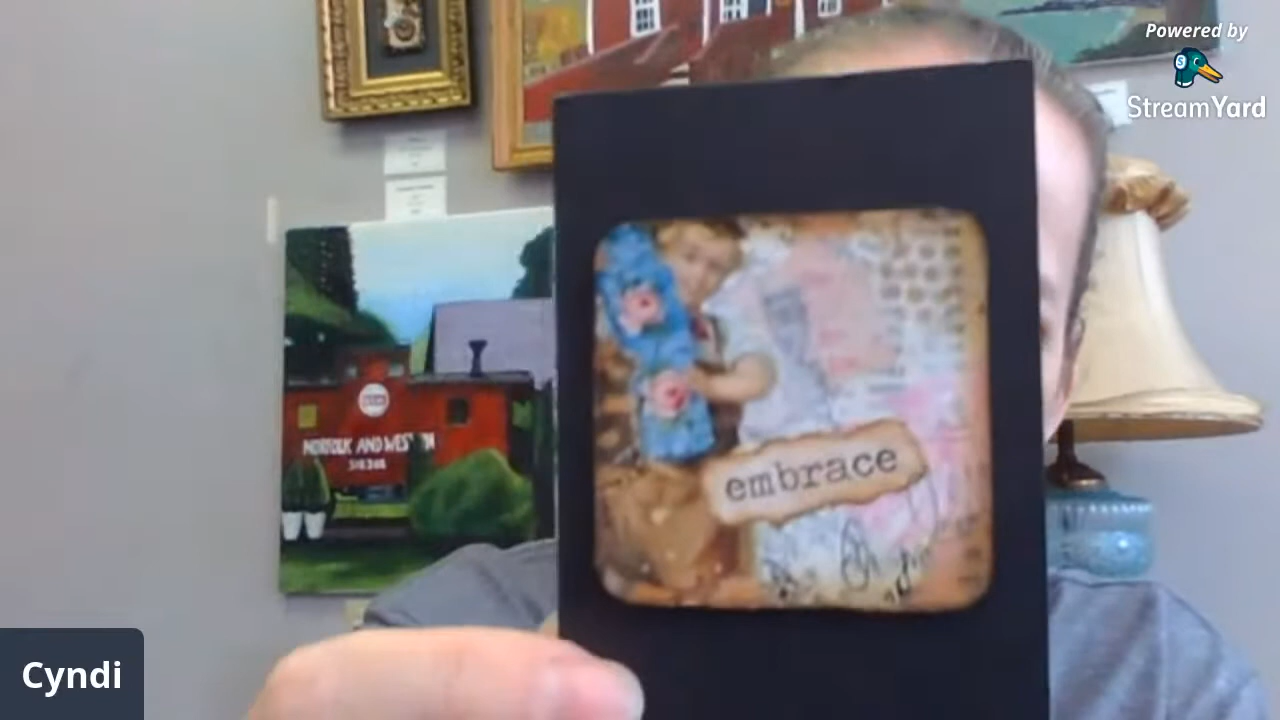 Powered by
StreamYard
NORFOLK AND WESTERN
embrace
Cyndi